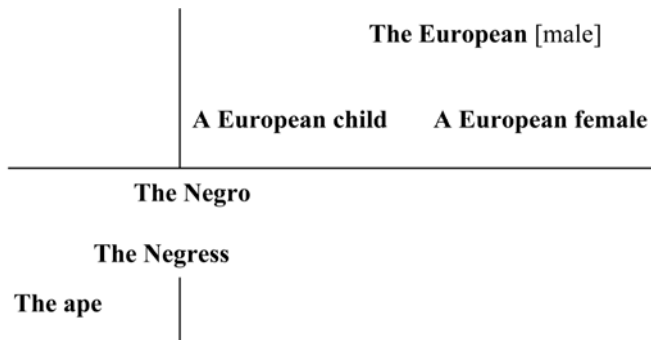 The European [male]
A European child A European female
The Negro
The Negress
The ape